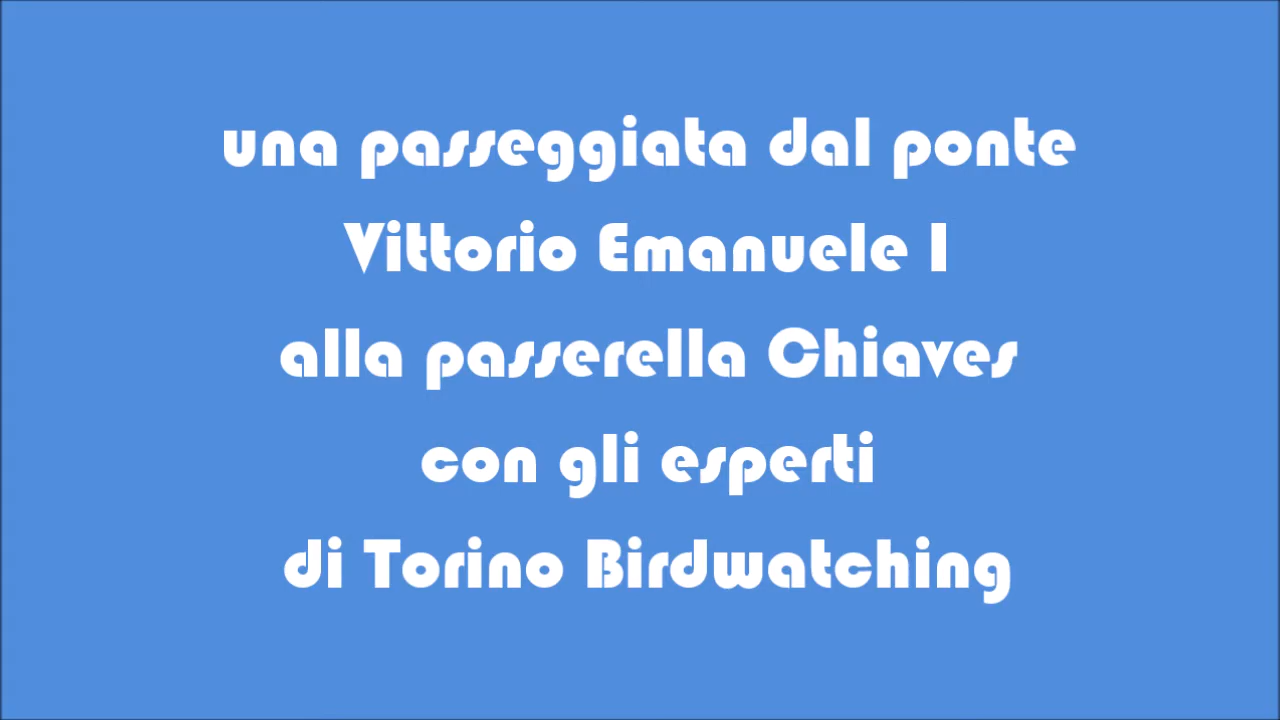 una passeggiata dal ponte
Vittorio Emanuele I
alla passerella Chiaves
con gli esperti
di Torino Birdwatching